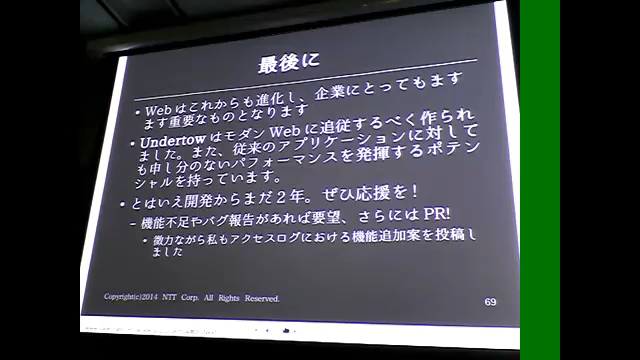 最後に
• Webはこれからも進化し、企業にとってもます
ます重要なものとなります
• Undertowはモダン Webに追従するべく作られ
ました。また、従来のアプリケーションに対して
も申し分のないパフォーマンスを発揮するポテン
シャルを持っています。
• とはいえ開発からまだ２年。ぜひ応援を！
– 機能不足やバグ報告があれば要望、さらにはPR!
• 微力ながら私もアクセスログにおける機能追加案を投稿し
ました
Copyright(c)2014 NTT Corp. All Rights Reserved.
69